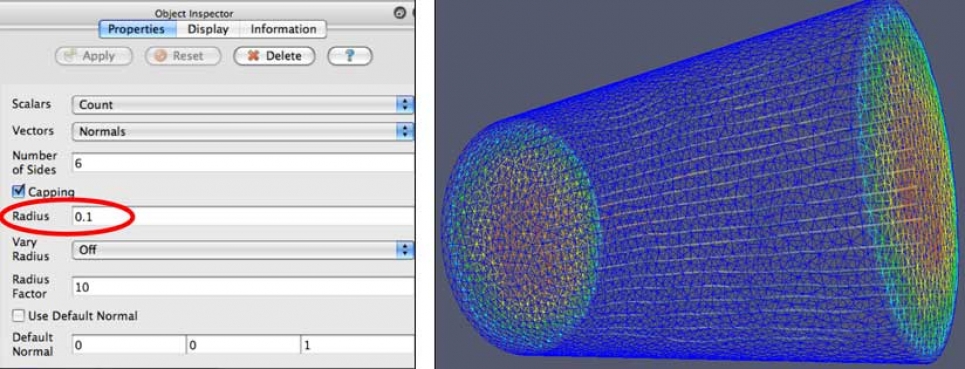 Object Inspector
Properties Display Information
Apply Reset Delete ?
Scalars Count
Vectors Normals
Number of Sides 6
Capping
Radius 0.1
Vary Radius Off
Radius Factor 10
Use Default Normal
Default Normal 0 0 1